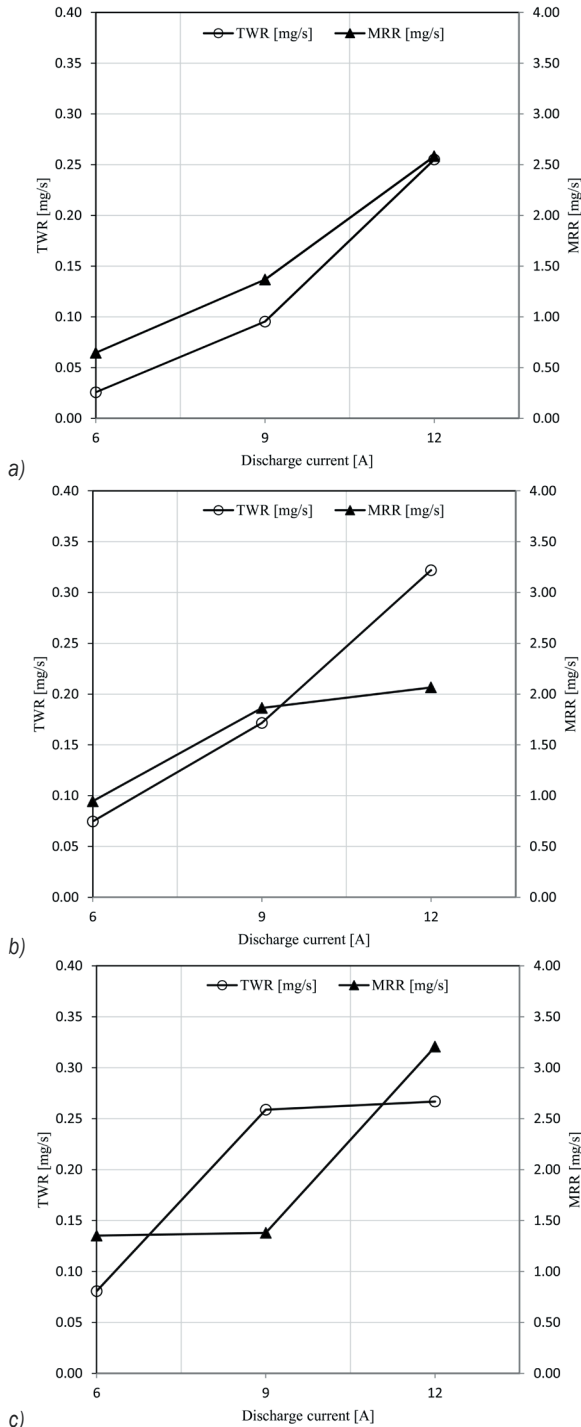 0.40 4.00
TWR [mg/s] MRR [mg/s]
0.35 3.50
0.30 3.00
0.25 2.50
TWR [mg/s]
0.20 2.00
MRR [mg/s]
0.15 1.50
0.10 1.00
0.05 0.50
0.00 0.00
6 9 12
Discharge current [A]
a)
0.40 4.00
TWR [mg/s] MRR [mg/s]
0.35 3.50
0.30 3.00
0.25 2.50
TWR [mg/s]
0.20 2.00
MRR [mg/s]
0.15 1.50
0.10 1.00
0.05 0.50
0.00 0.00
6 9 12
Discharge current [A]
b)
0.40 4.00
TWR [mg/s] MRR [mg/s]
0.35 3.50
0.30 3.00
0.25 2.50
TWR [mg/s]
0.20 2.00
MRR [mg/s]
0.15 1.50
0.10 1.00
0.05 0.50
0.00 0.00
6 9 12
Discharge current [A]
c)